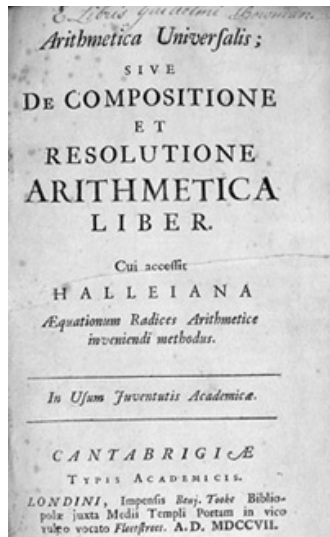 E Libris
Arithmetica Univerſalis;
SIVE
DE COMPOSITIONE
ET
RESOLUTIONE
ARITHMETICA
LIBER.
Cui acceſſit
HALLEIANA
Æquationum Radices Arithmetice
inveniendi methodus.
In Uſum Juventutis Academicæ.
CANTABRIGIÆ
TYPIS ACADEMICIS.
LONDINI, Impenſis Benj. Tooke Biblio-
polæ juxta Medii Templi Portam in vico
vulgo vocato Fleetſtreet. A.D. MDCCVII.